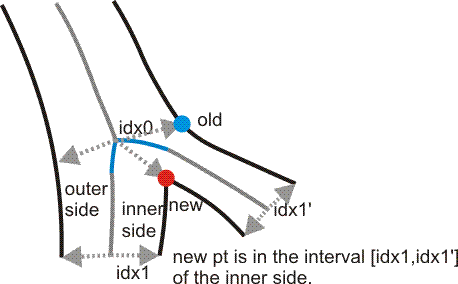 old
idx0
outer
side
inner
side
new
idx1'
idx1
new pt is in the interval [idx1,idx1']
of the inner side.